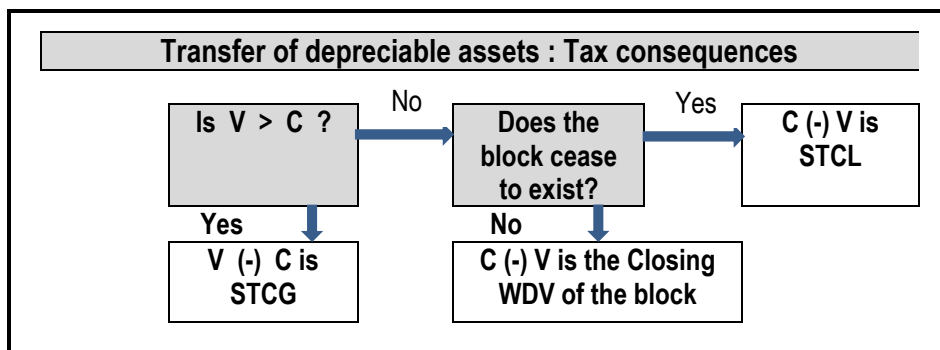 Transfer of depreciable assets : Tax consequences
Is V > C ?
No
Does the
block cease
to exist?
Yes
C (-) V is
STCL
Yes
No
V (-) C is
STCG
C (-) V is the Closing
WDV of the block